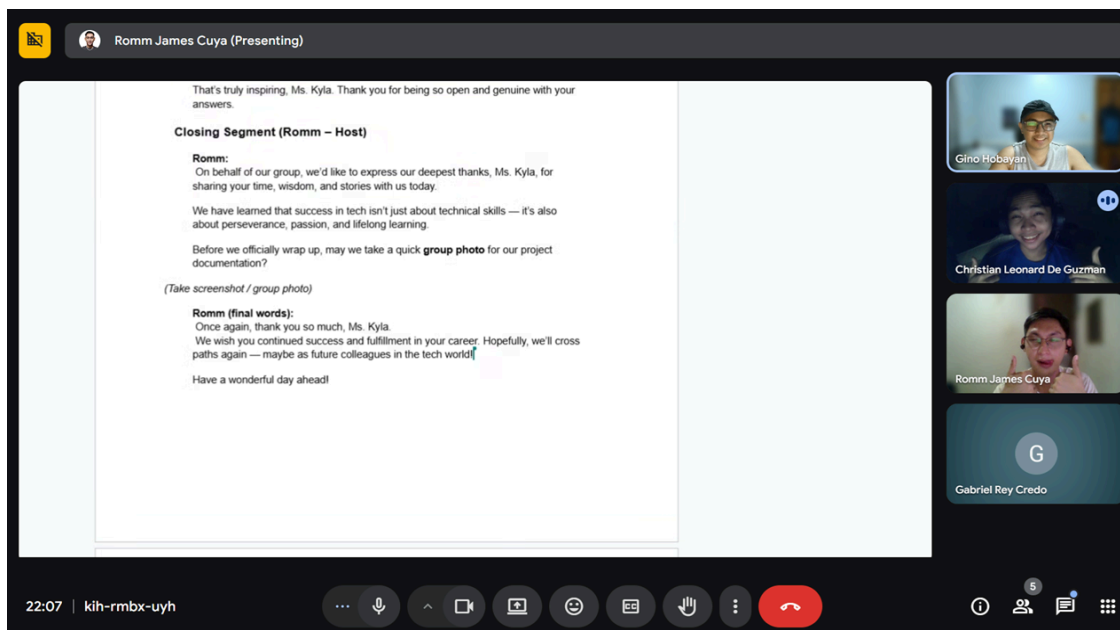 Romm James Cuya (Presenting)
That's truly inspiring, Ms. Kyla. Thank you for being so open and genuine with your
answers.
Closing Segment (Romm – Host)
Romm:
On behalf of our group, we'd like to express our deepest thanks, Ms. Kyla, for
sharing your time, wisdom, and stories with us today.
We have learned that success in tech isn't just about technical skills — it's also
about perseverance, passion, and lifelong learning.
Before we officially wrap up, may we take a quick group photo for our project
documentation?
(Take screenshot / group photo)
Romm (final words):
Once again, thank you so much, Ms. Kyla.
We wish you continued success and fulfillment in your career. Hopefully, we'll cross
paths again — maybe as future colleagues in the tech world!
Have a wonderful day ahead!
Gino Hobayan
Christian Leonard De Guzman
Romm James Cuya
G
Gabriel Rey Credo
22:07 | kih-rmbx-uyh
CC
5